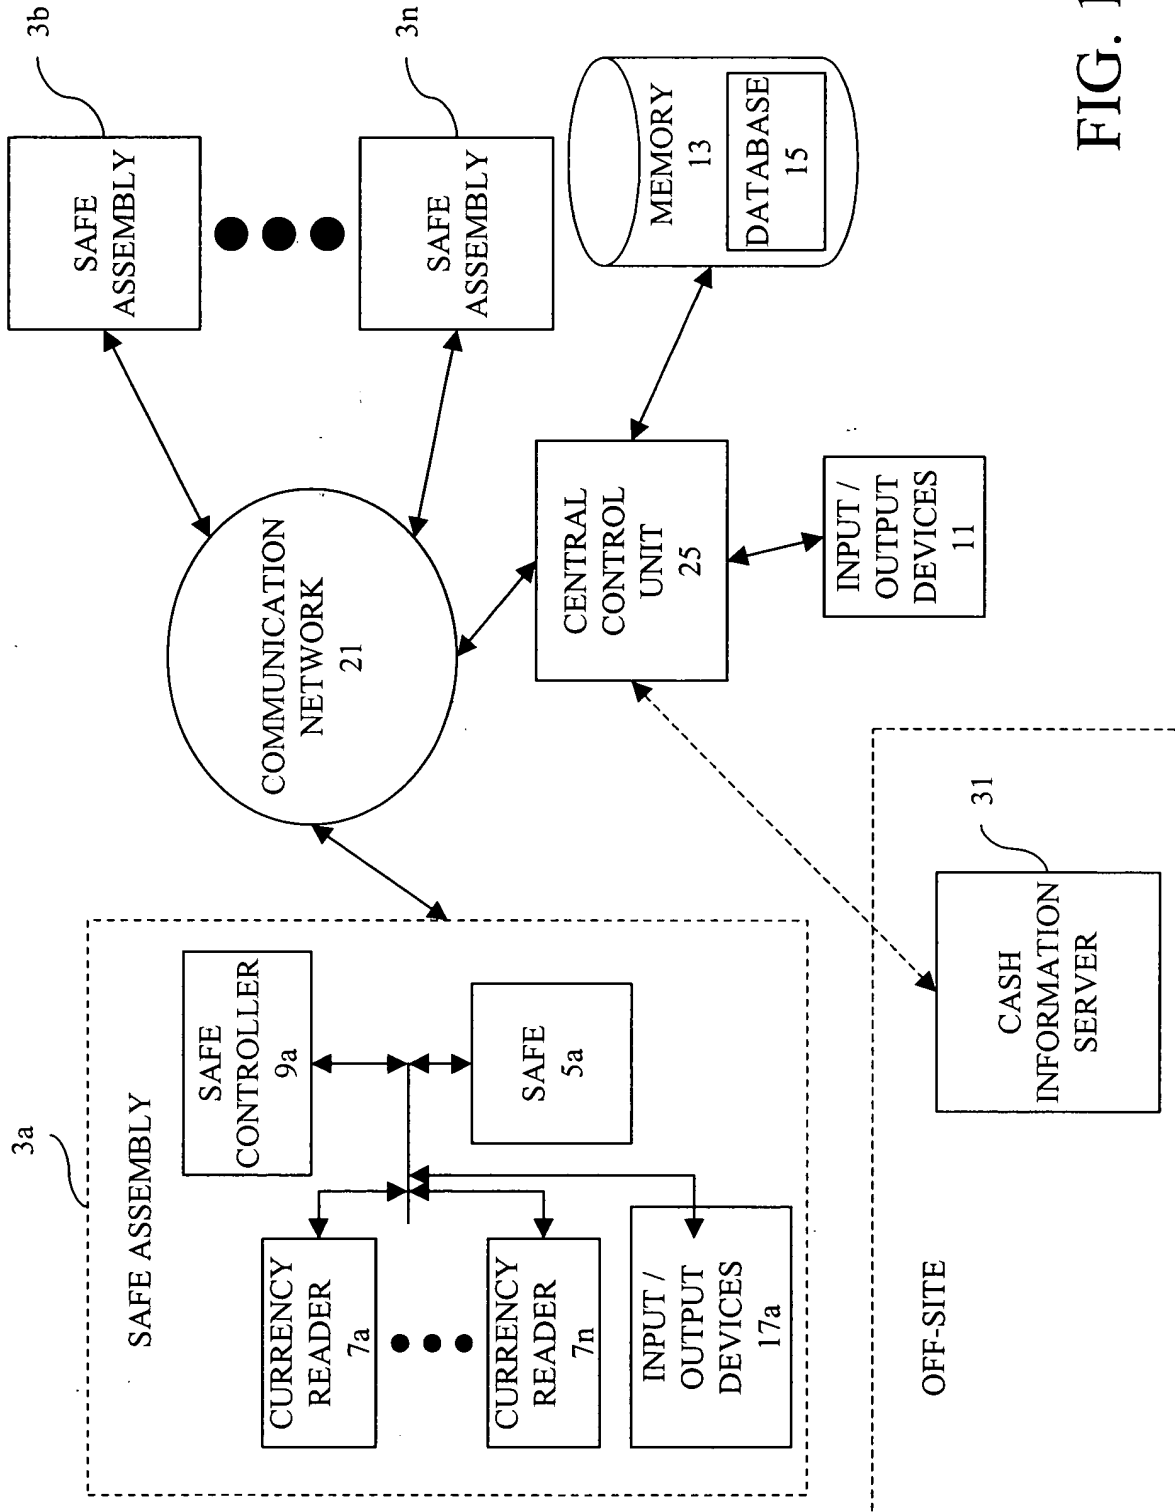 3a
SAFE ASSEMBLY
CURRENCY
READER
7a
CURRENCY
READER
7n
INPUT /
OUTPUT
DEVICES
17a
SAFE
CONTROLLER
9a
SAFE
5a
COMMUNICATION
NETWORK
21
SAFE
ASSEMBLY
3b
SAFE
ASSEMBLY
3n
CENTRAL
CONTROL
UNIT
25
MEMORY
13
DATABASE
15
INPUT /
OUTPUT
DEVICES
11
OFF-SITE
CASH
INFORMATION
SERVER
31
FIG. 1